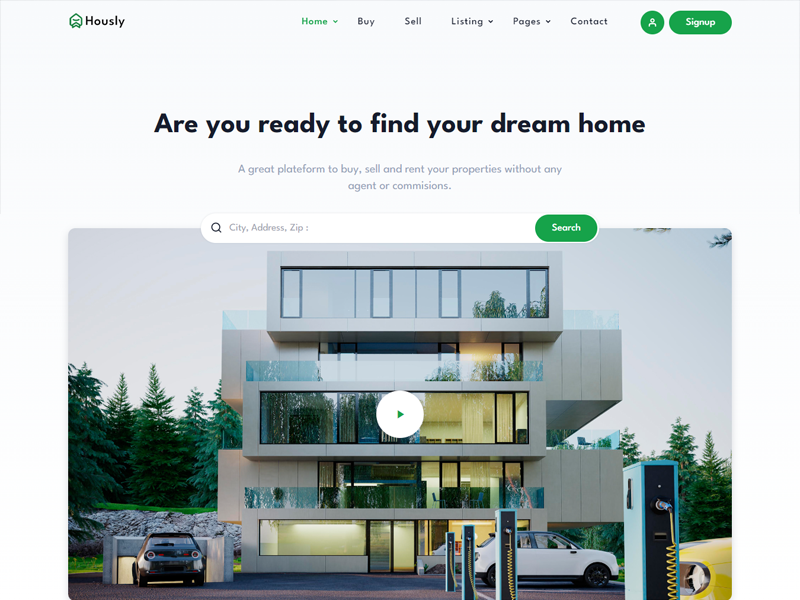 Hously
Home Buy Sell Listing Pages Contact
Signup
Are you ready to find your dream home
A great plateform to buy, sell and rent your properties without any
agent or commisions.
City, Address, Zip :
Search